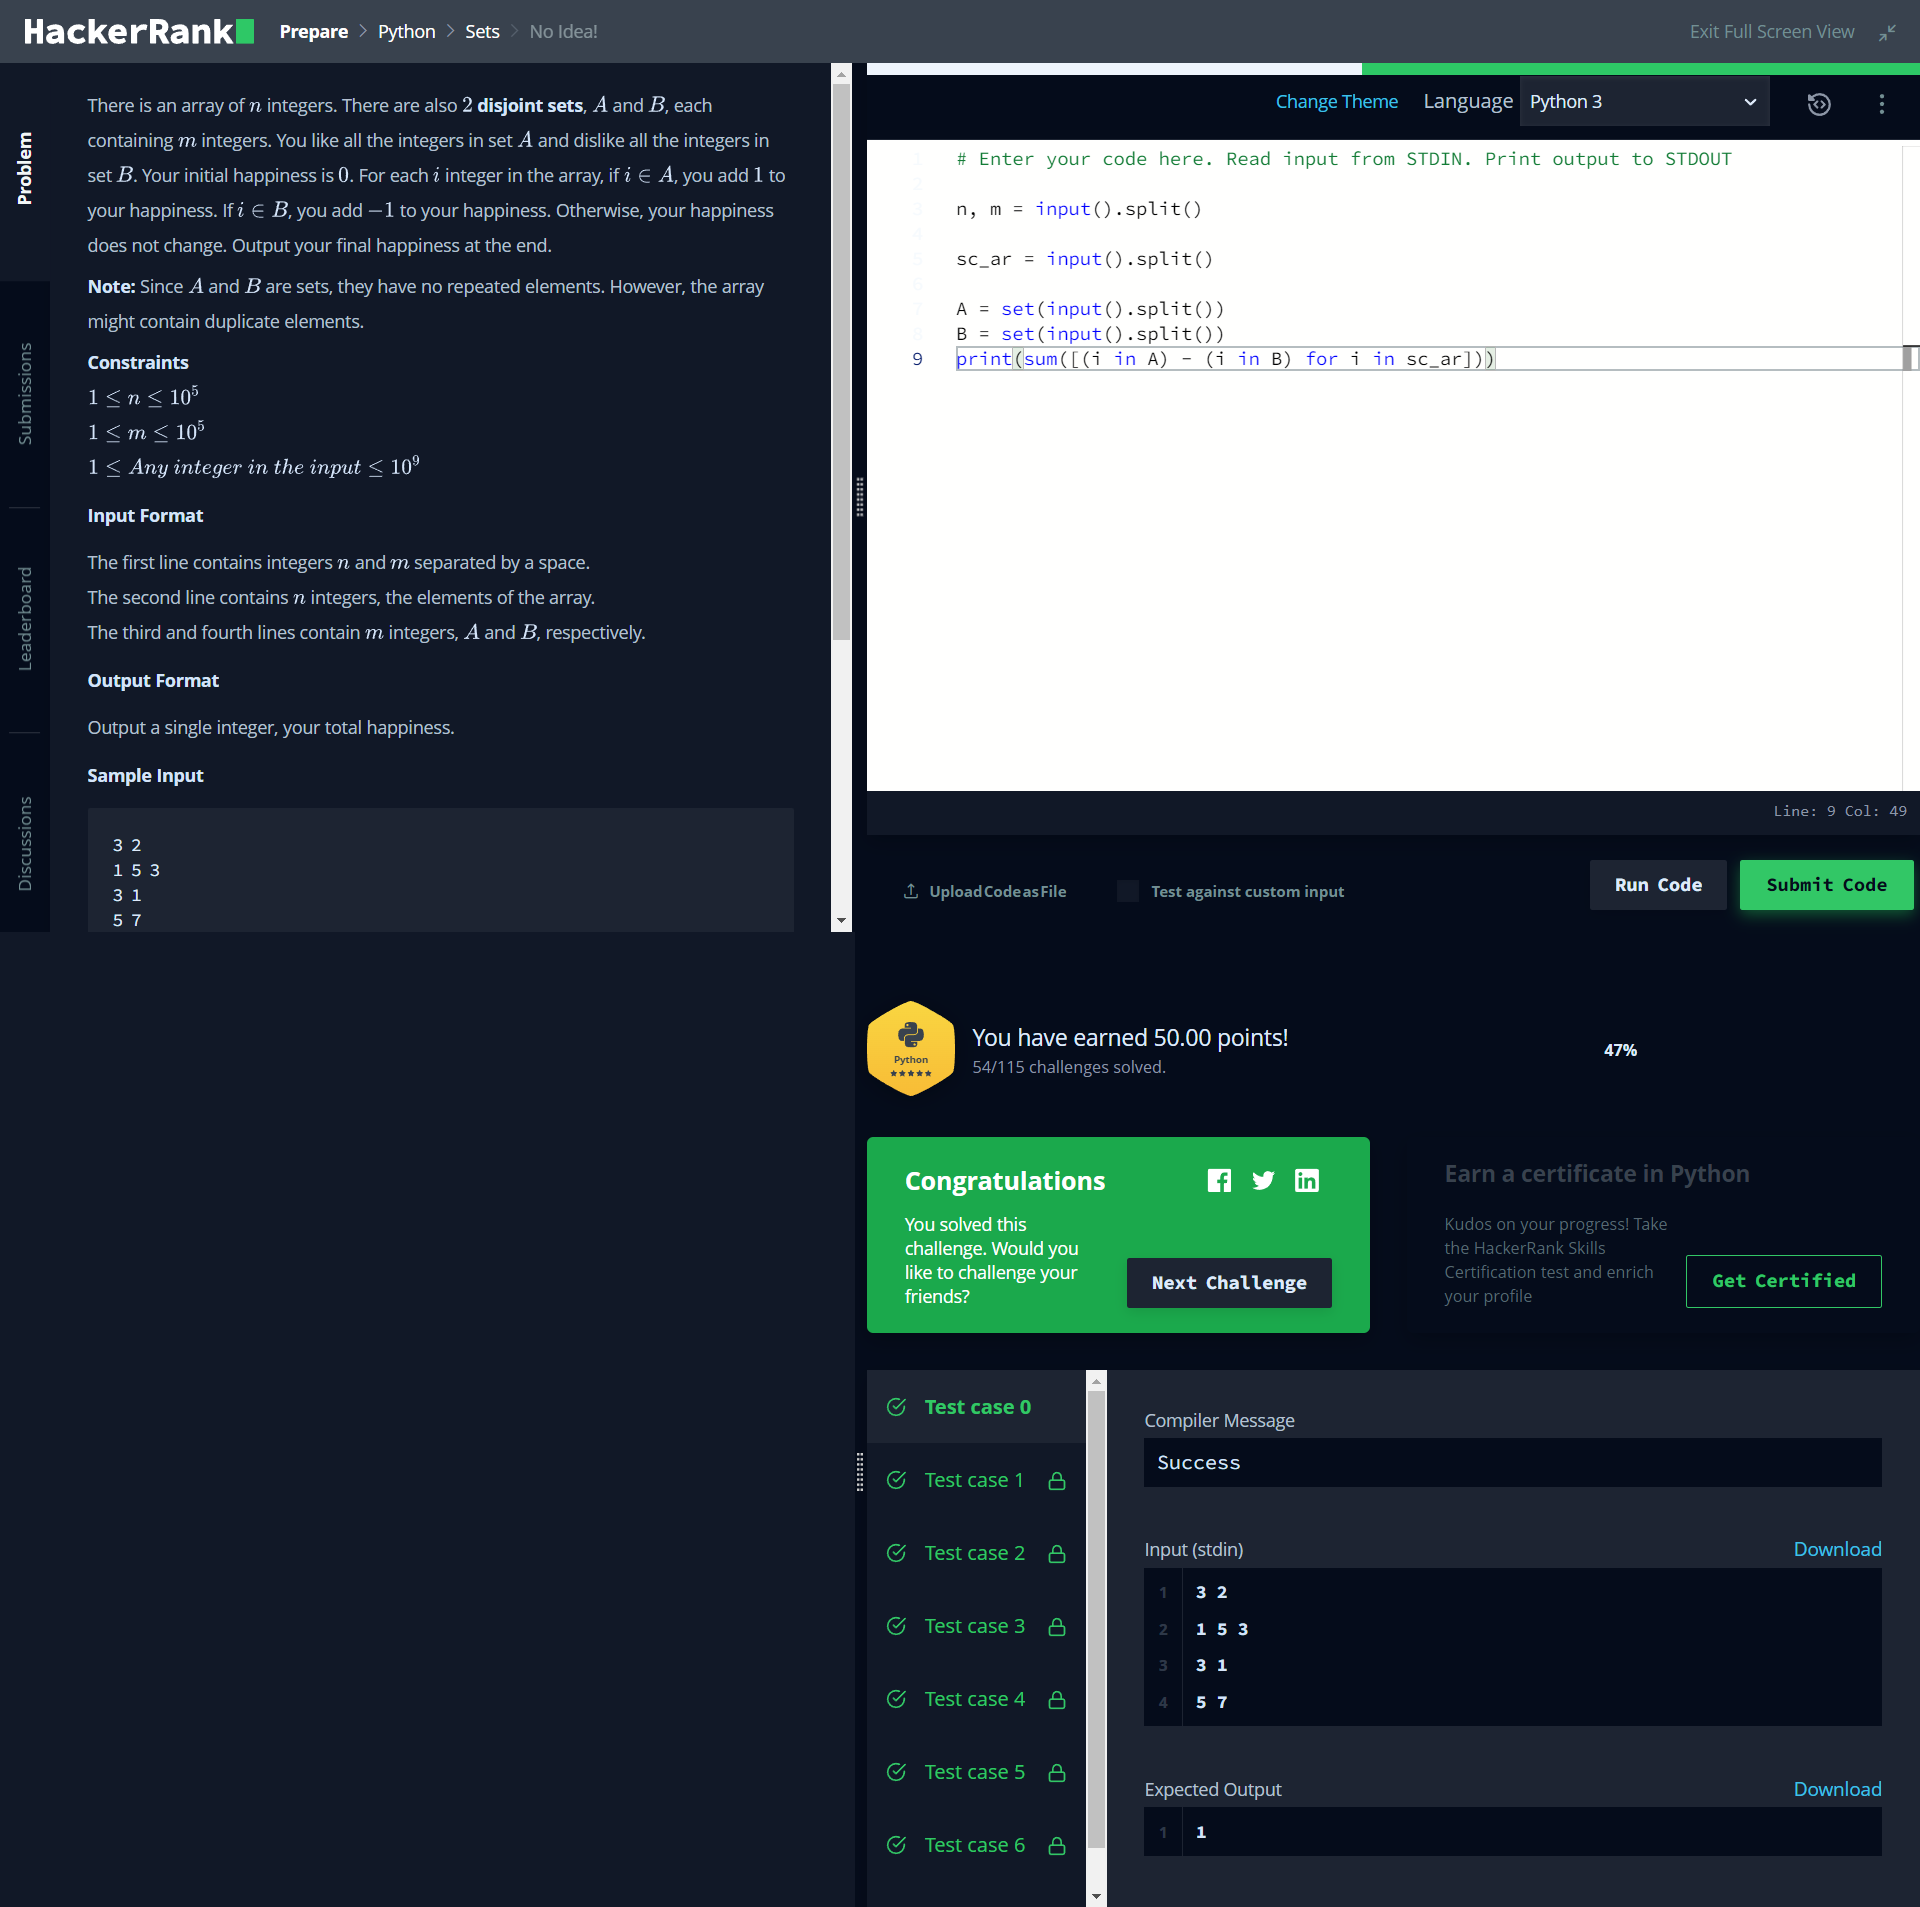 HackerRank
Prepare > Python > Sets > No Idea!
Exit Full Screen View
Problem
Submissions
Leaderboard
Discussions
There is an array of n integers. There are also 2 disjoint sets, A and B, each
containing m integers. You like all the integers in set A and dislike all the integers in
set B. Your initial happiness is 0. For each i integer in the array, if i ∈ A, you add 1 to
your happiness. If i ∈ B, you add −1 to your happiness. Otherwise, your happiness
does not change. Output your final happiness at the end.
Note: Since A and B are sets, they have no repeated elements. However, the array
might contain duplicate elements.
Constraints
1 ≤ n ≤ 10^5
1 ≤ m ≤ 10^5
1 ≤ Any integer in the input ≤ 10^9
Input Format
The first line contains integers n and m separated by a space.
The second line contains n integers, the elements of the array.
The third and fourth lines contain m integers, A and B, respectively.
Output Format
Output a single integer, your total happiness.
Sample Input
3 2
1 5 3
3 1
5 7
Change Theme
Language
Python 3
1 # Enter your code here. Read input from STDIN. Print output to STDOUT
2
3 n, m = input().split()
4
5 sc_ar = input().split()
6
7 A = set(input().split())
8 B = set(input().split())
9 print(sum([(i in A) - (i in B) for i in sc_ar]))
Line: 9 Col: 49
Upload Code as File
Test against custom input
Run Code
Submit Code
Python
You have earned 50.00 points!
54/115 challenges solved.
47%
Congratulations
You solved this
challenge. Would you
like to challenge your
friends?
Next Challenge
Earn a certificate in Python
Kudos on your progress! Take
the HackerRank Skills
Certification test and enrich
your profile
Get Certified
Test case 0
Test case 1
Test case 2
Test case 3
Test case 4
Test case 5
Test case 6
Compiler Message
Success
Input (stdin)
Download
1 3 2
2 1 5 3
3 3 1
4 5 7
Expected Output
Download
1 1